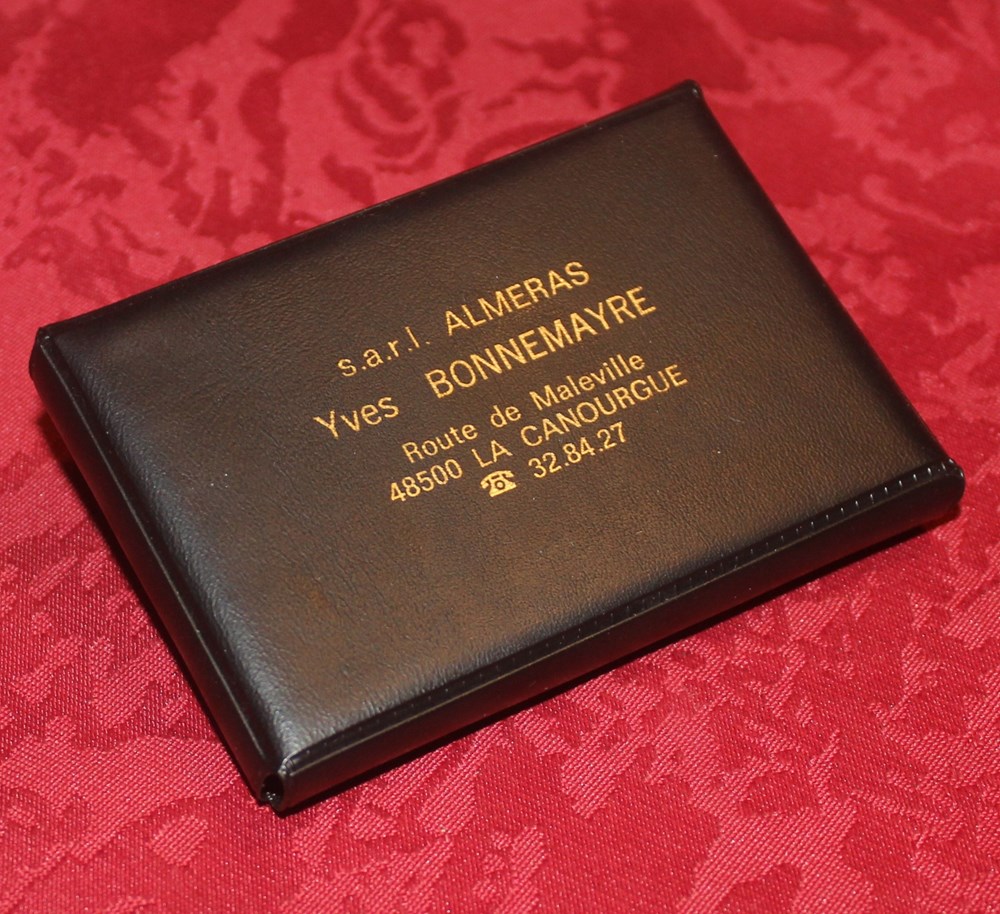 s.a.r.l. ALMERAS
Yves BONNEMAYRE
Route de Maleville
48500 LA CANOURGUE
☎ 32.84.27